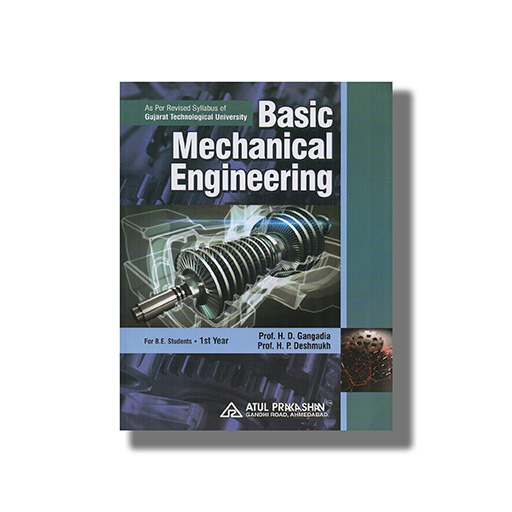 As Per Revised Syllabus of
Gujarat Technological University
Basic
Mechanical
Engineering
Prof. H. D. Gangadia
Prof. H. P. Deshmukh
For B.E. Students • 1st Year
ATUL PRAKASHAN
GANDHI ROAD, AHMEDABAD.